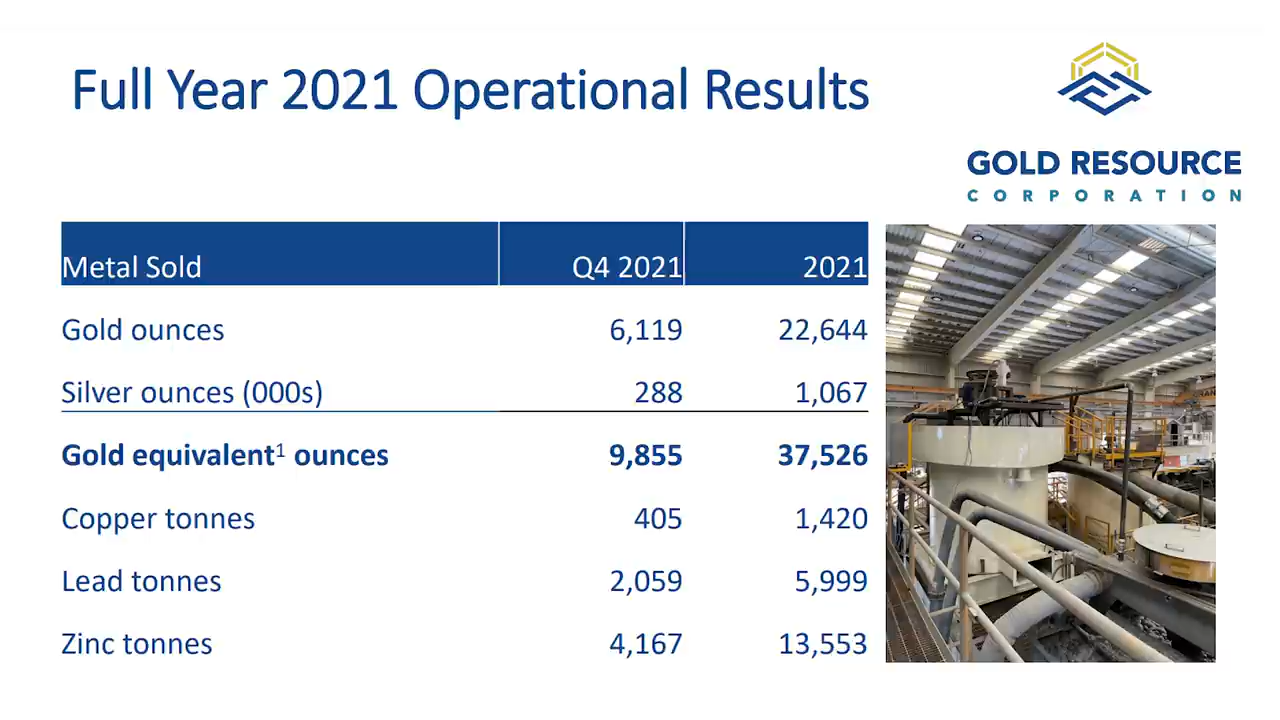 Full Year 2021 Operational Results
GOLD RESOURCE
CORPORATION
Metal Sold Q4 2021 2021
Gold ounces 6,119 22,644
Silver ounces (000s) 288 1,067
Gold equivalent¹ ounces 9,855 37,526
Copper tonnes 405 1,420
Lead tonnes 2,059 5,999
Zinc tonnes 4,167 13,553